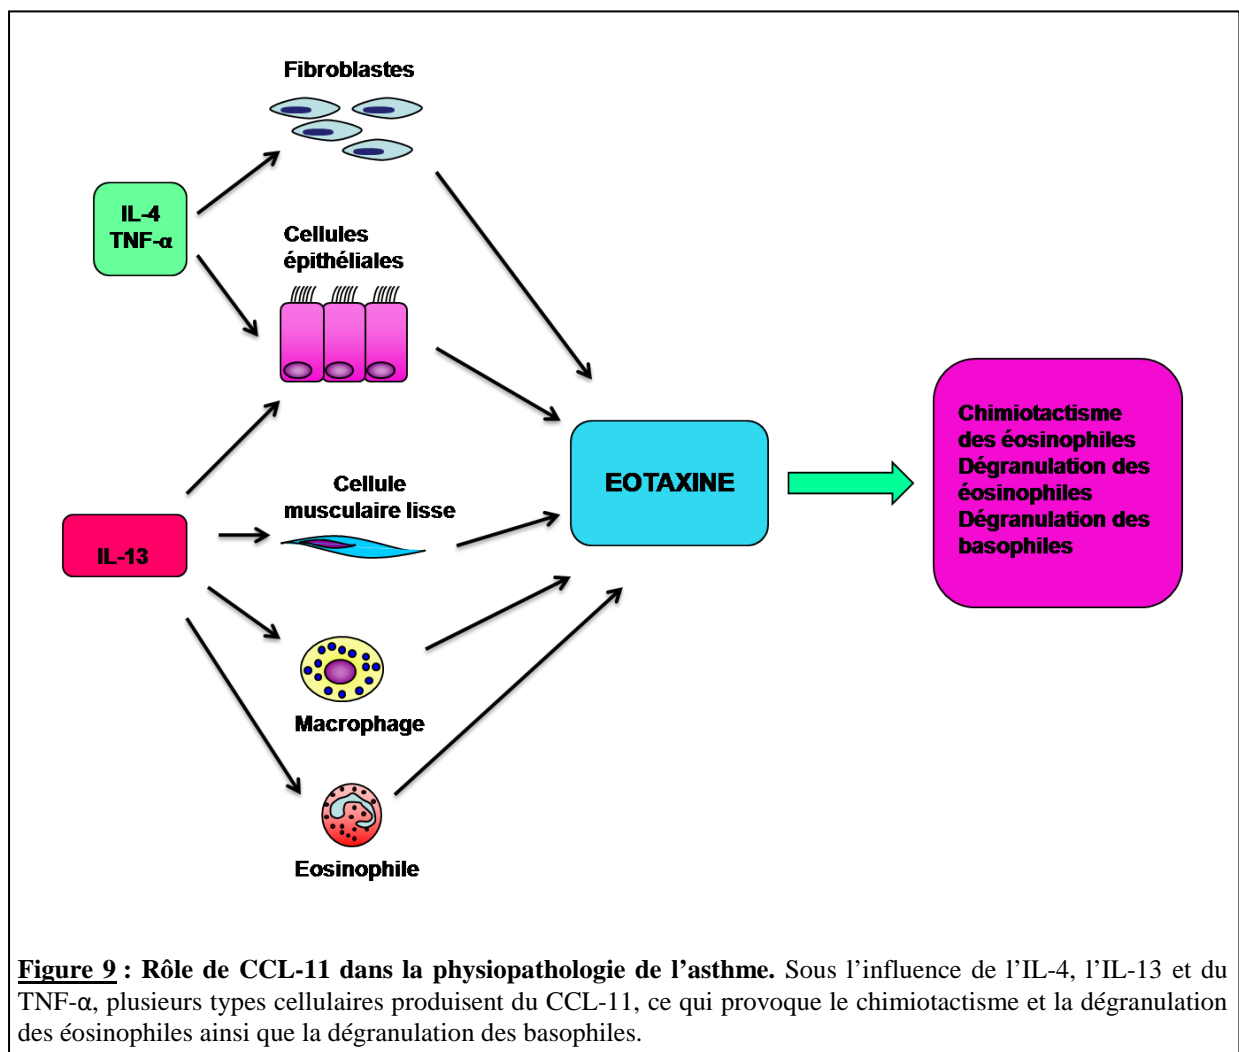 Fibroblastes
IL-4
TNF-α
Cellules
épithéliales
Chimiotactisme
des éosinophiles
Dégranulation des
éosinophiles
Dégranulation des
basophiles
EOTAXINE
Cellule
musculaire lisse
IL-13
Macrophage
Eosinophile
Figure 9 : Rôle de CCL-11 dans la physiopathologie de l’asthme. Sous l’influence de l’IL-4, l’IL-13 et du
TNF-α, plusieurs types cellulaires produisent du CCL-11, ce qui provoque le chimiotactisme et la dégranulation
des éosinophiles ainsi que la dégranulation des basophiles.